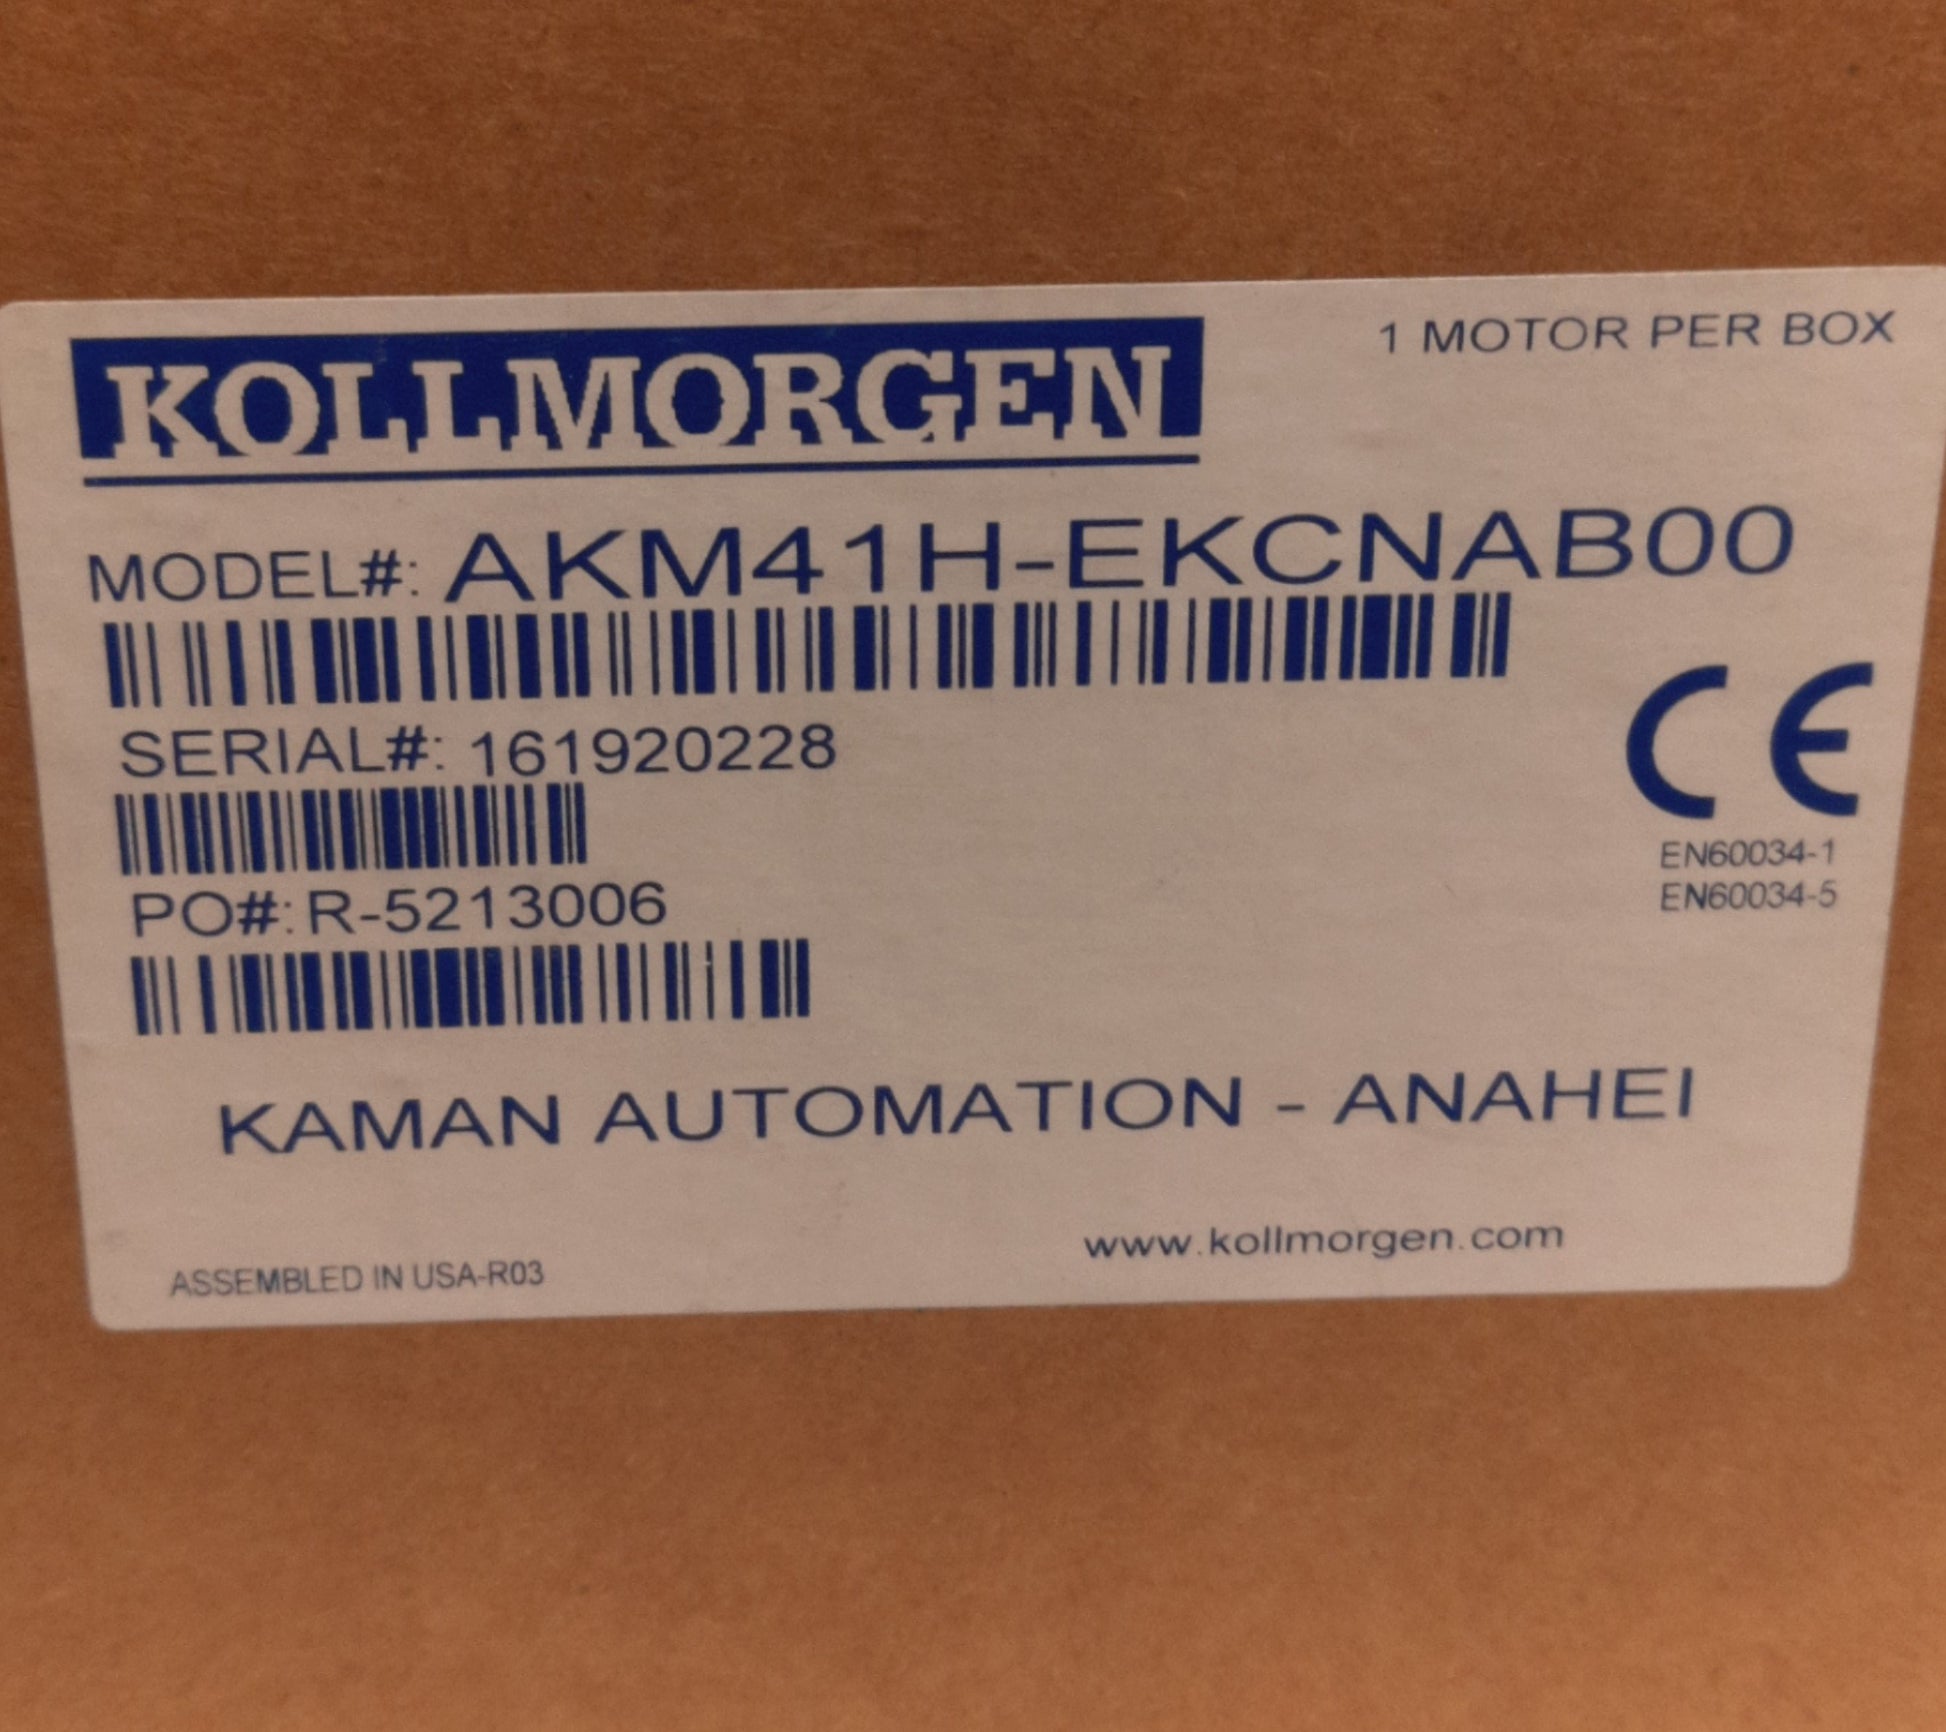 KOLLMORGEN
1 MOTOR PER BOX
MODEL#: AKM41H-EKCNAB00
SERIAL#: 161920228
PO#: R-5213006
CE
EN60034-1
EN60034-5
KAMAN AUTOMATION - ANAHEI
www.kollmorgen.com
ASSEMBLED IN USA-R03